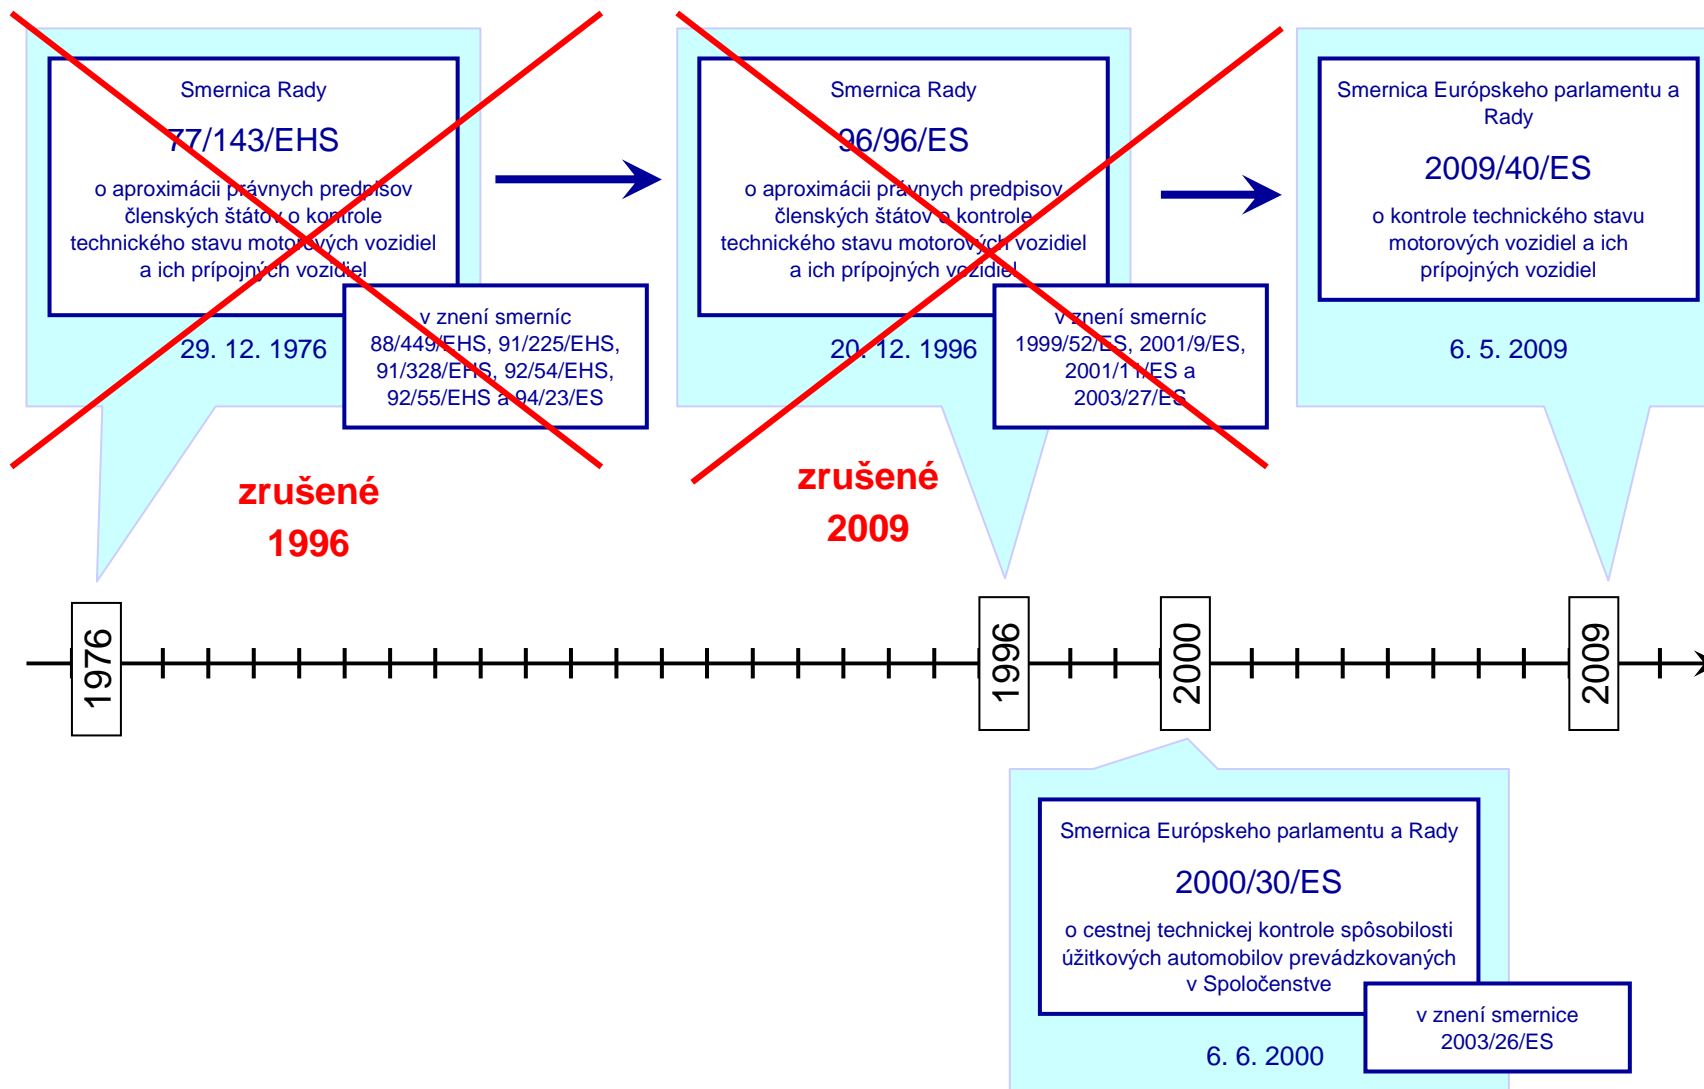 Smernica Rady
77/143/EHS
o aproximácii právnych predpisov
členských štátov o kontrole
technického stavu motorových vozidiel
a ich prípojných vozidiel
v znení smerníc
88/449/EHS, 91/225/EHS,
91/328/EHS, 92/54/EHS,
92/55/EHS a 94/23/ES
29. 12. 1976
zrušené
1996
Smernica Rady
96/96/ES
o aproximácii právnych predpisov
členských štátov o kontrole
technického stavu motorových vozidiel
a ich prípojných vozidiel
v znení smerníc
1999/52/ES, 2001/9/ES,
2001/11/ES a
2003/27/ES
20. 12. 1996
zrušené
2009
Smernica Európskeho parlamentu a
Rady
2009/40/ES
o kontrole technického stavu
motorových vozidiel a ich
prípojných vozidiel
6. 5. 2009
1976
1996
2000
2009
Smernica Európskeho parlamentu a Rady
2000/30/ES
o cestnej technickej kontrole spôsobilosti
úžitkových automobilov prevádzkovaných
v Spoločenstve
v znení smernice
2003/26/ES
6. 6. 2000